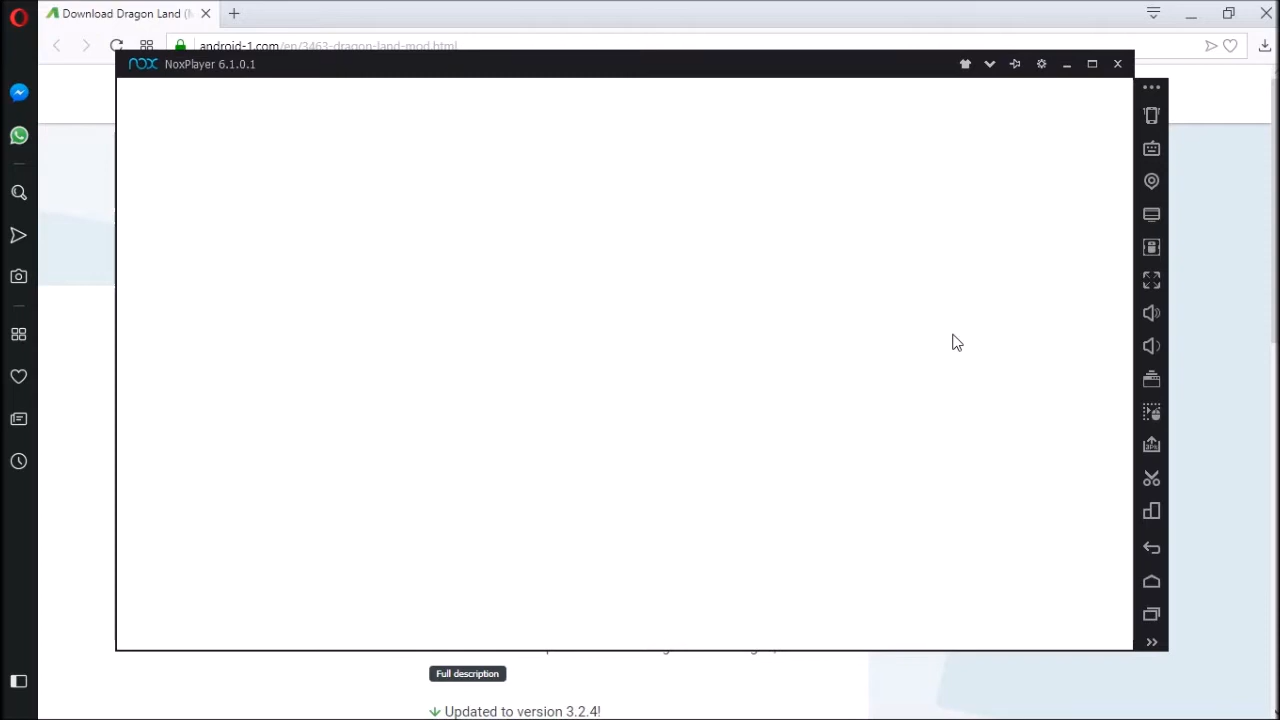 Download Dragon Land (
android-1.com/en/3463-dragon-land-mod.html
nox NoxPlayer 6.1.0.1
Full description
Updated to version 3.2.4!